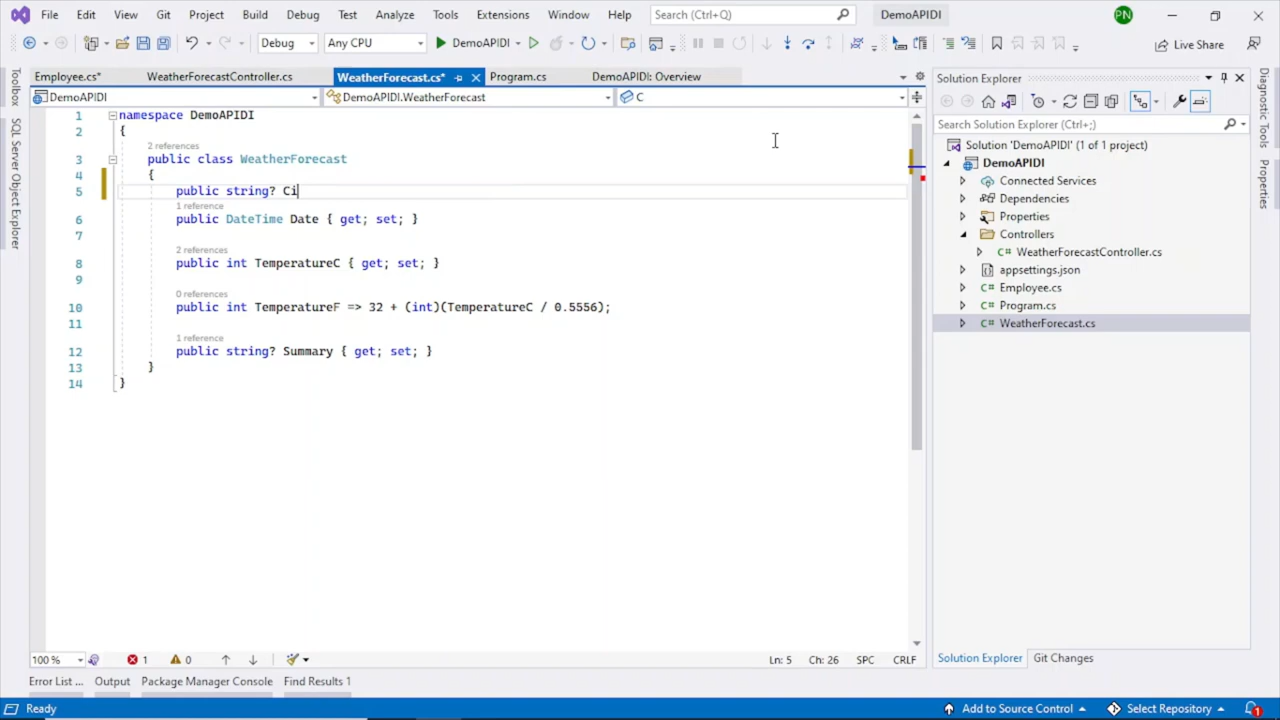 File Edit View Git Project Build Debug Test Analyze Tools Extensions Window Help Search (Ctrl+Q) DemoAPIDI PN
Debug Any CPU DemoAPIDI Live Share
Employee.cs* WeatherForecastController.cs WeatherForecast.cs* Program.cs DemoAPIDI: Overview
DemoAPIDI DemoAPIDI.WeatherForecast C
Toolbox
SQL Server Object Explorer
1 namespace DemoAPIDI
2 {
2 references
3 public class WeatherForecast
4 {
5 public string? Ci
1 reference
6 public DateTime Date { get; set; }
7
2 references
8 public int TemperatureC { get; set; }
9
0 references
10 public int TemperatureF => 32 + (int)(TemperatureC / 0.5556);
11
1 reference
12 public string? Summary { get; set; }
13 }
14 }
100 % 1 0 Ln: 5 Ch: 26 SPC CRLF
Solution Explorer
Search Solution Explorer (Ctrl+;)
Solution 'DemoAPIDI' (1 of 1 project)
DemoAPIDI
Connected Services
Dependencies
Properties
Controllers
C# WeatherForecastController.cs
appsettings.json
C# Employee.cs
C# Program.cs
C# WeatherForecast.cs
Solution Explorer Git Changes
Diagnostic Tools
Properties
Error List ... Output Package Manager Console Find Results 1
Ready Add to Source Control Select Repository 1